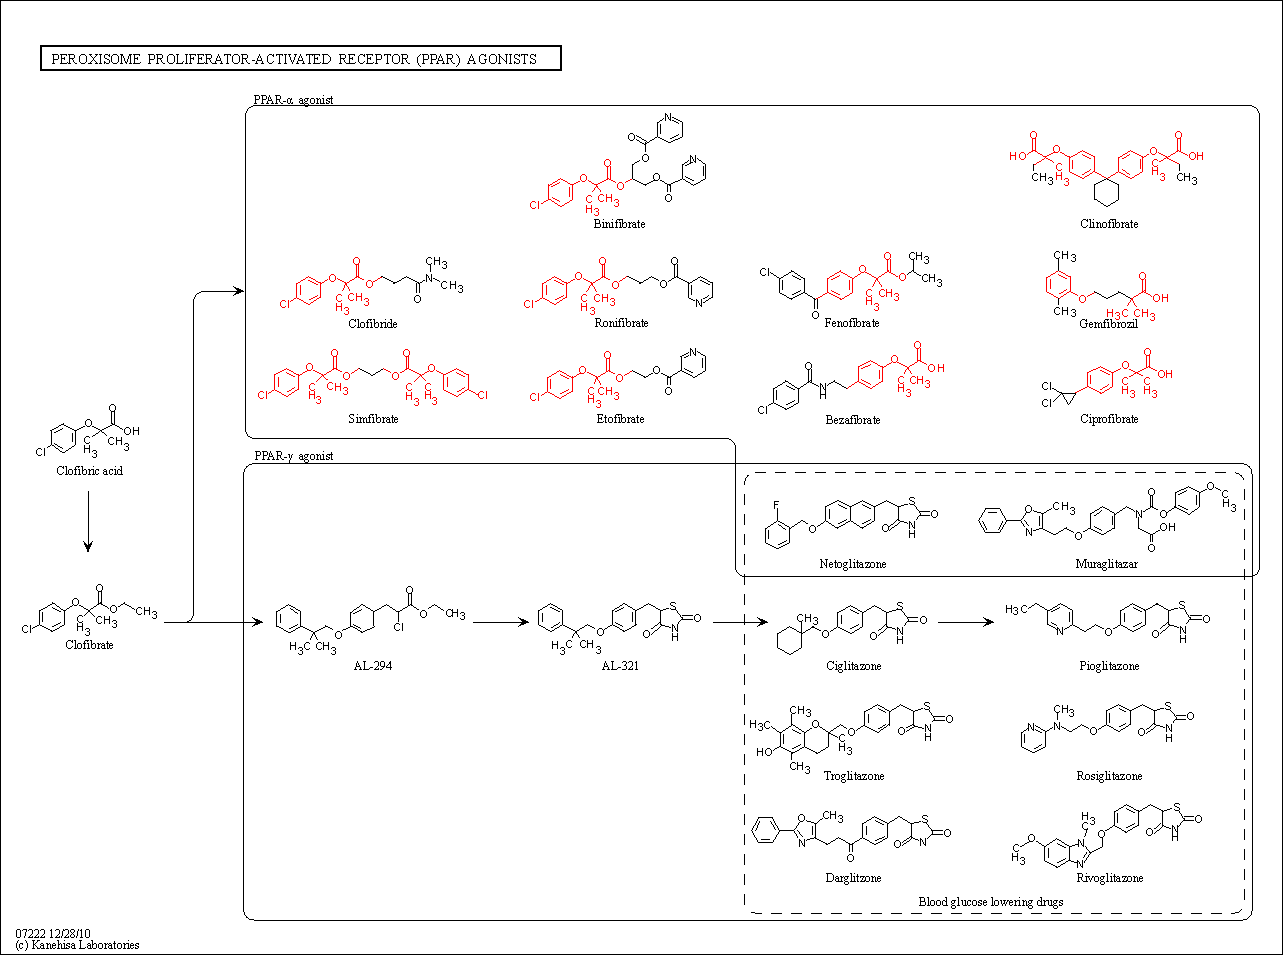 PEROXISOME PROLIFERATOR-ACTIVATED RECEPTOR (PPAR) AGONISTS
PPAR-α agonist
Binifibrate
Clinofibrate
Clofibride
Ronifibrate
Fenofibrate
Gemfibrozil
Simfibrate
Etofibrate
Bezafibrate
Ciprofibrate
Clofibric acid
PPAR-γ agonist
Netoglitazone
Muraglitazar
Clofibrate
AL-294
AL-321
Ciglitazone
Pioglitazone
Troglitazone
Rosiglitazone
Darglitzone
Rivoglitazone
Blood glucose lowering drugs
07222 12/28/10
(c) Kanehisa Laboratories